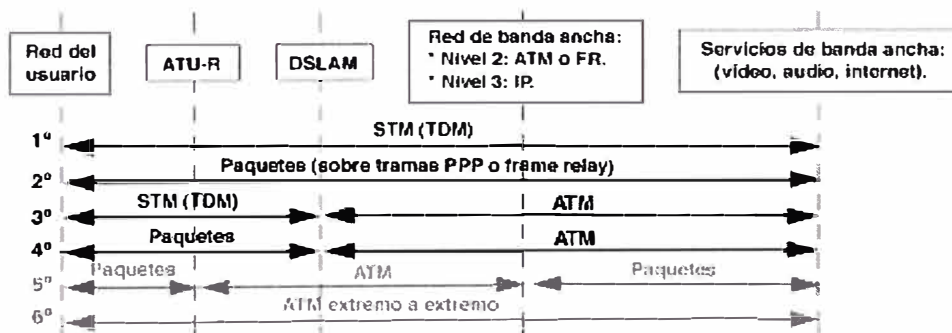 Red del
usuario
ATU-R
DSLAM
Red de banda ancha:
* Nivel 2: ATM o FR.
* Nivel 3: IP.
Servicios de banda ancha:
(vídeo, audio, internet).
1º STM (TDM)
2º Paquetes (sobre tramas PPP o frame relay)
3º STM (TDM) ATM
4º Paquetes ATM
5º Paquetes ATM Paquetes
6º ATM extremo a extremo